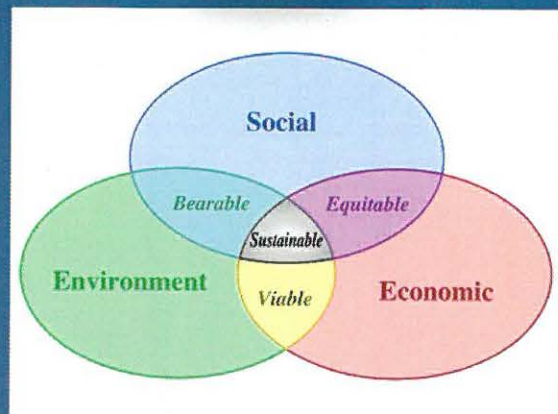 Social
Bearable
Equitable
Sustainable
Environment
Viable
Economic